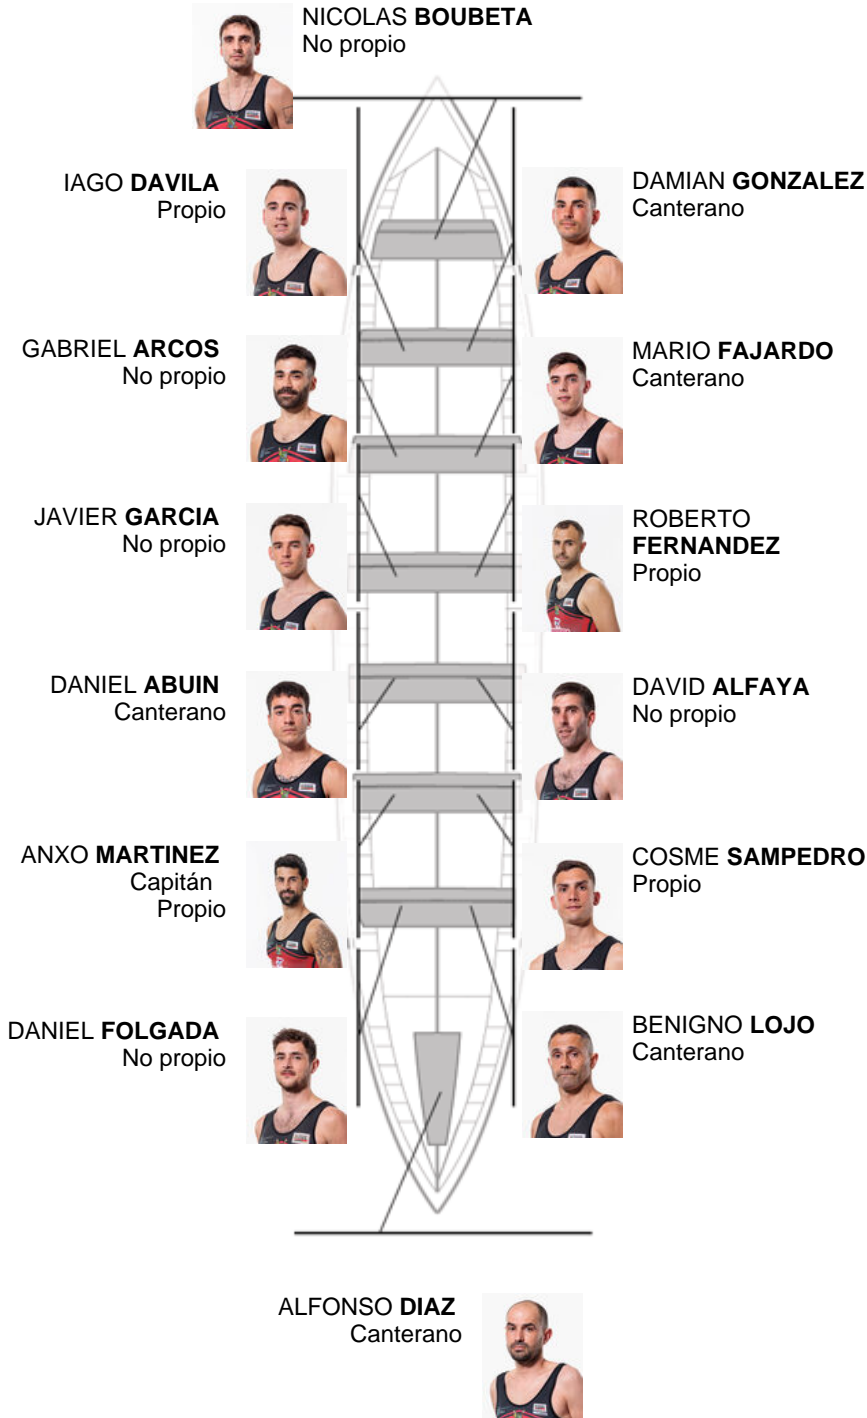 NICOLAS BOUBETA
No propio
IAGO DAVILA
Propio
DAMIAN GONZALEZ
Canterano
GABRIEL ARCOS
No propio
MARIO FAJARDO
Canterano
JAVIER GARCIA
No propio
ROBERTO
FERNANDEZ
Propio
DANIEL ABUIN
Canterano
DAVID ALFAYA
No propio
ANXO MARTINEZ
Capitán
Propio
COSME SAMPEDRO
Propio
DANIEL FOLGADA
No propio
BENIGNO LOJO
Canterano
ALFONSO DIAZ
Canterano